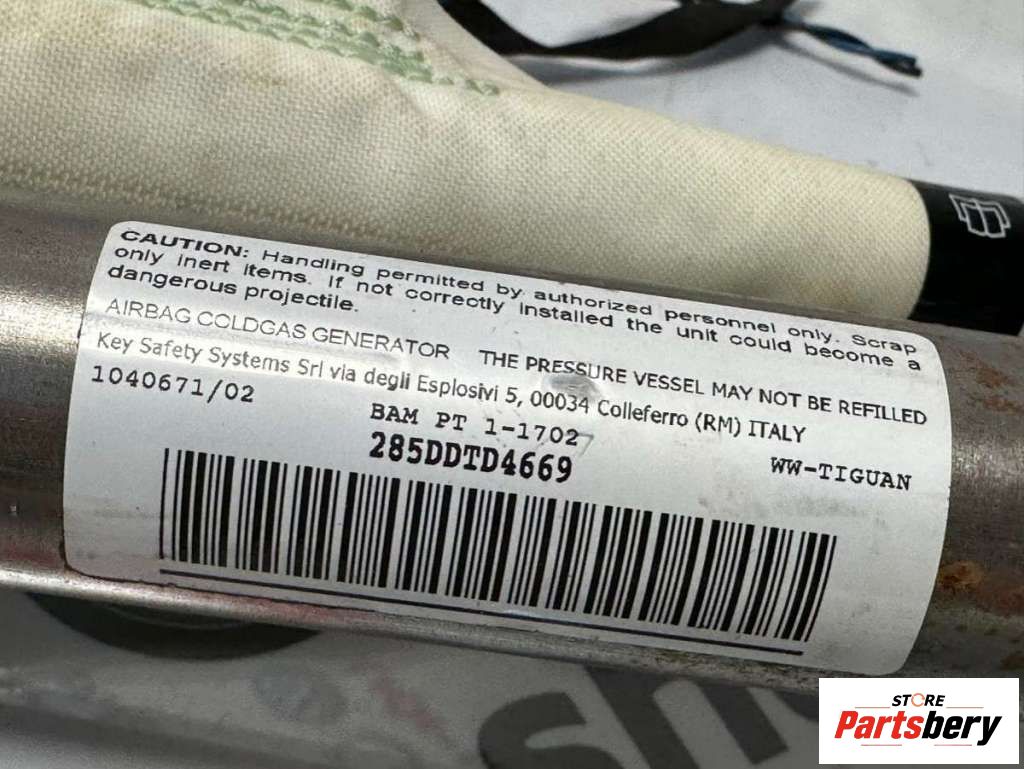 CAUTION: Handling permitted by authorized personnel only. Scrap
only inert items. If not correctly installed the unit could become a
dangerous projectile.
AIRBAG COLDGAS GENERATOR THE PRESSURE VESSEL MAY NOT BE REFILLED
Key Safety Systems Srl via degli Esplosivi 5, 00034 Colleferro (RM) ITALY
1040671/02
BAM PT 1-1702
WW-TIGUAN
285DDTD4669
STORE
Partsbery